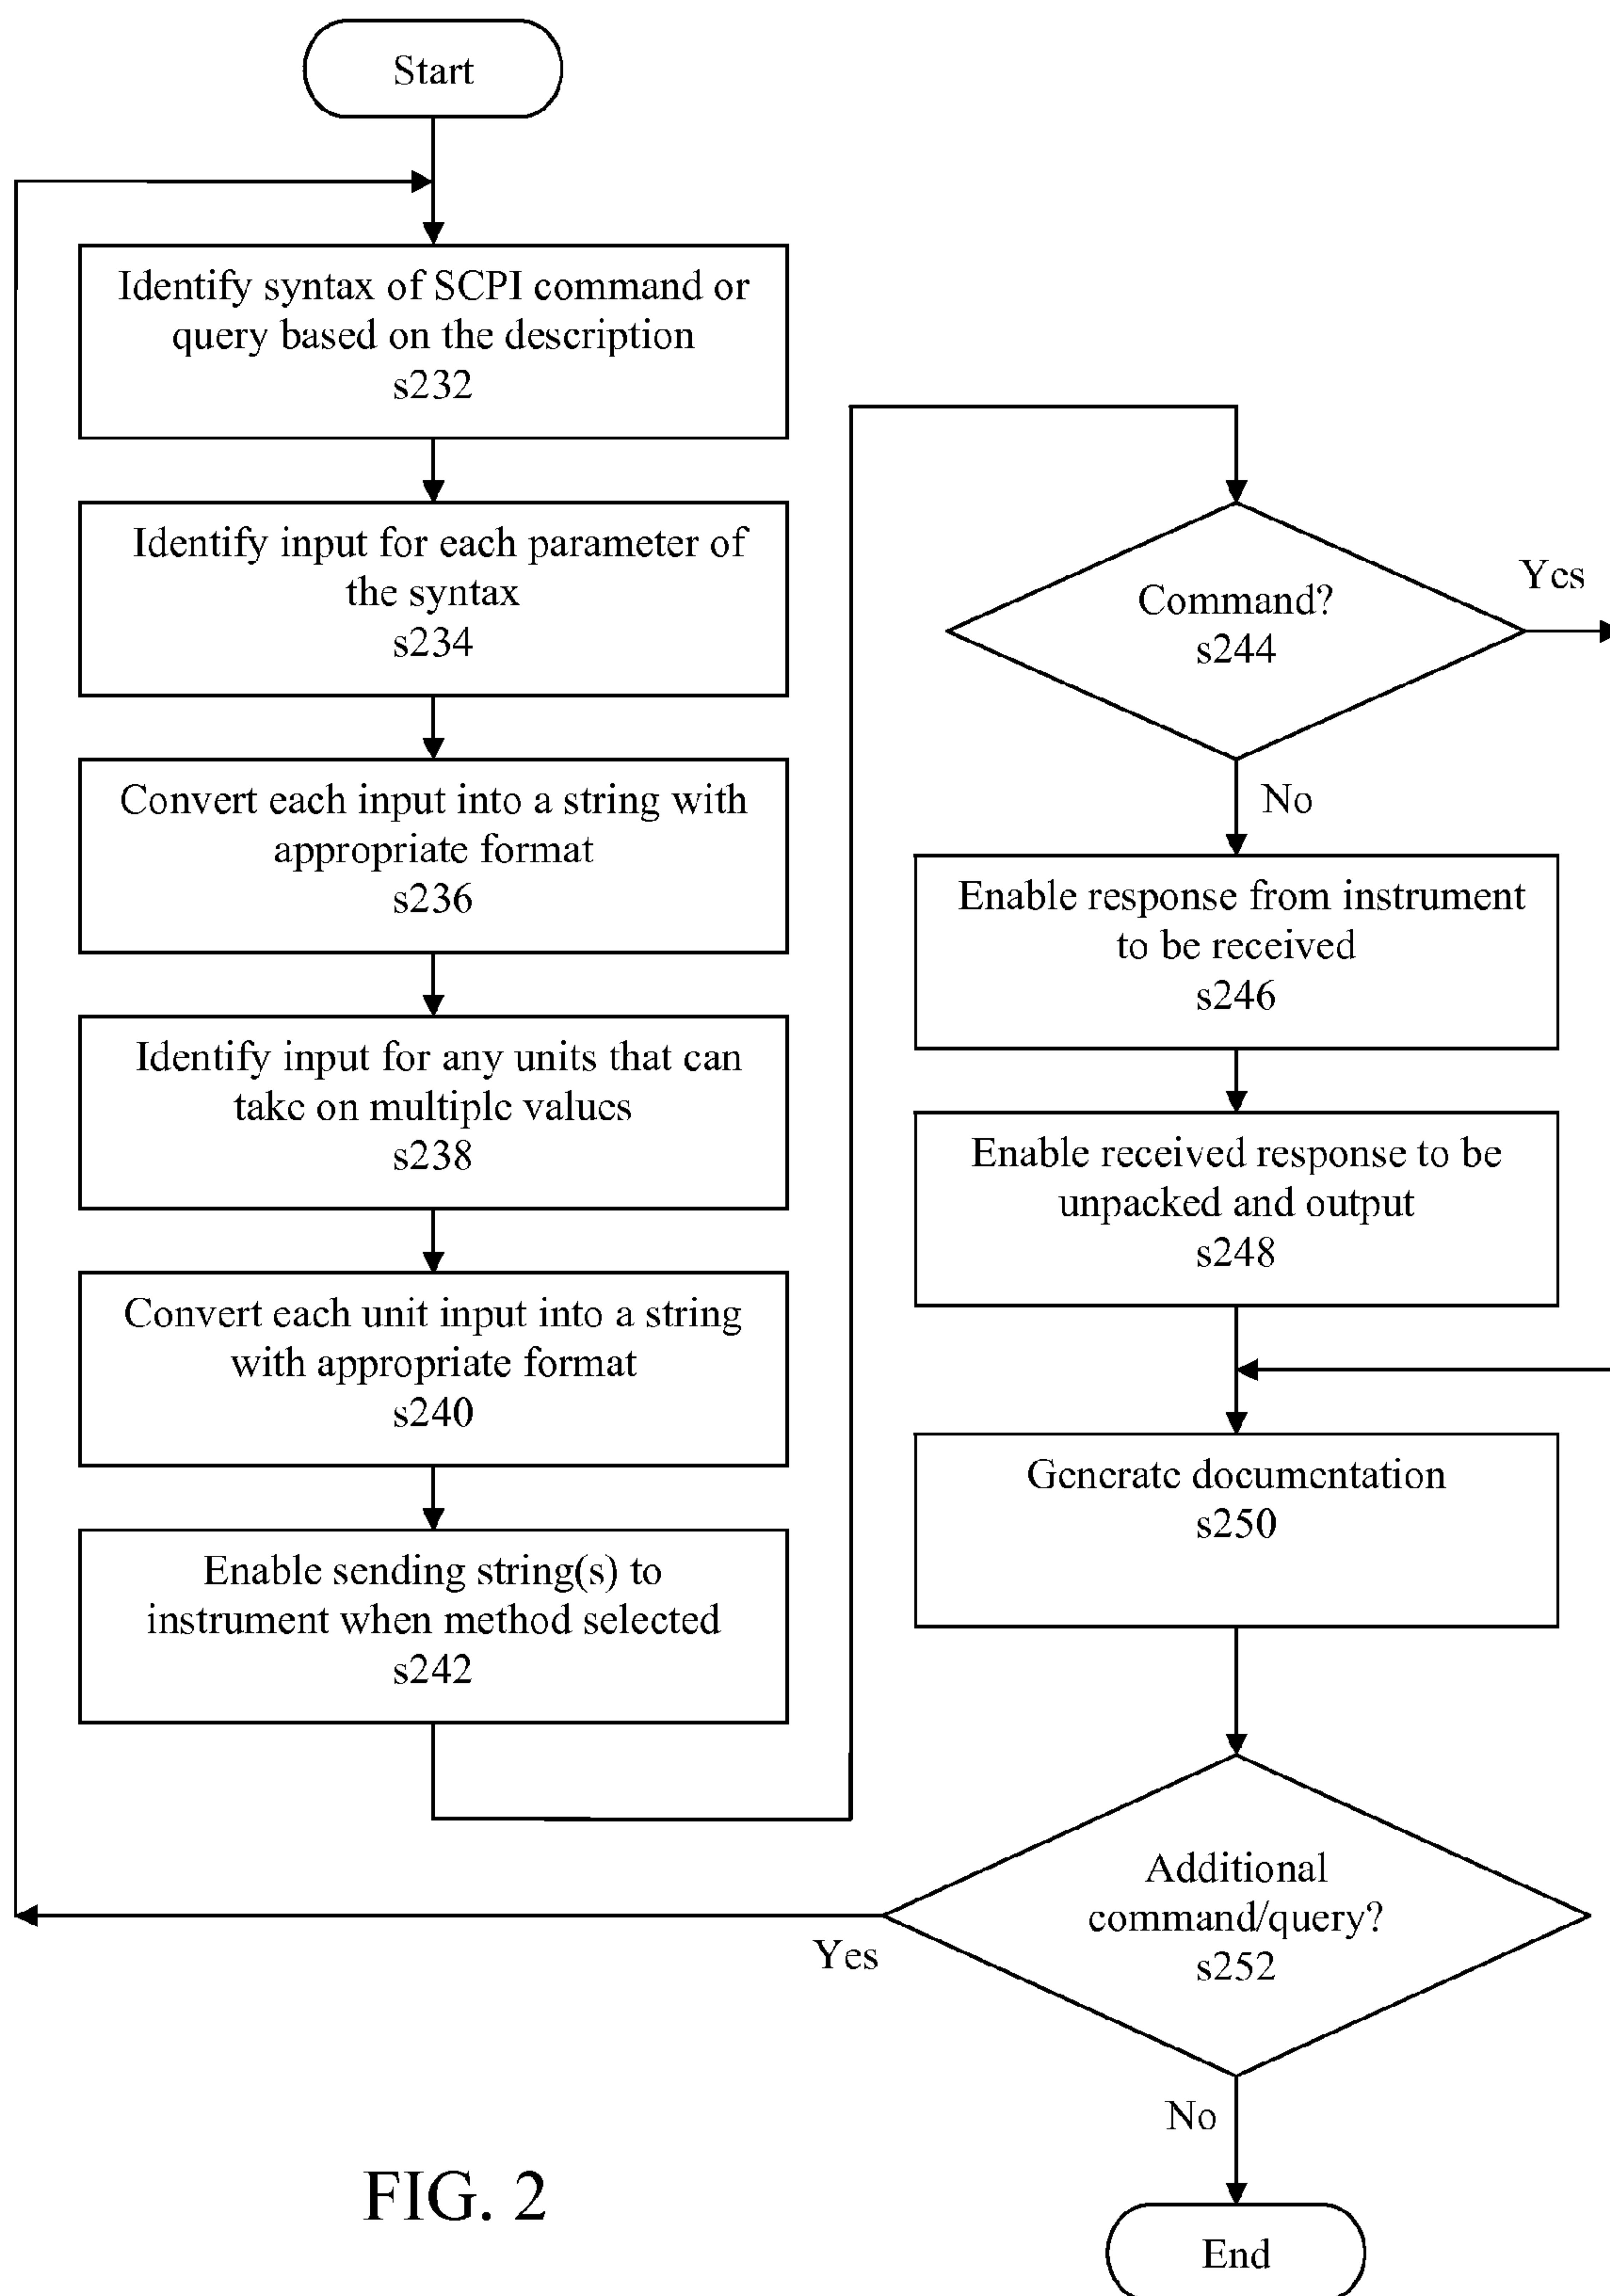 Start
Identify syntax of SCPI command or
query based on the description
s232
Identify input for each parameter of
the syntax
s234
Convert each input into a string with
appropriate format
s236
Identify input for any units that can
take on multiple values
s238
Convert each unit input into a string
with appropriate format
s240
Enable sending string(s) to
instrument when method selected
s242
Command?
s244
Yes
No
Enable response from instrument
to be received
s246
Enable received response to be
unpacked and output
s248
Generate documentation
s250
Additional
command/query?
s252
Yes
No
End
FIG. 2